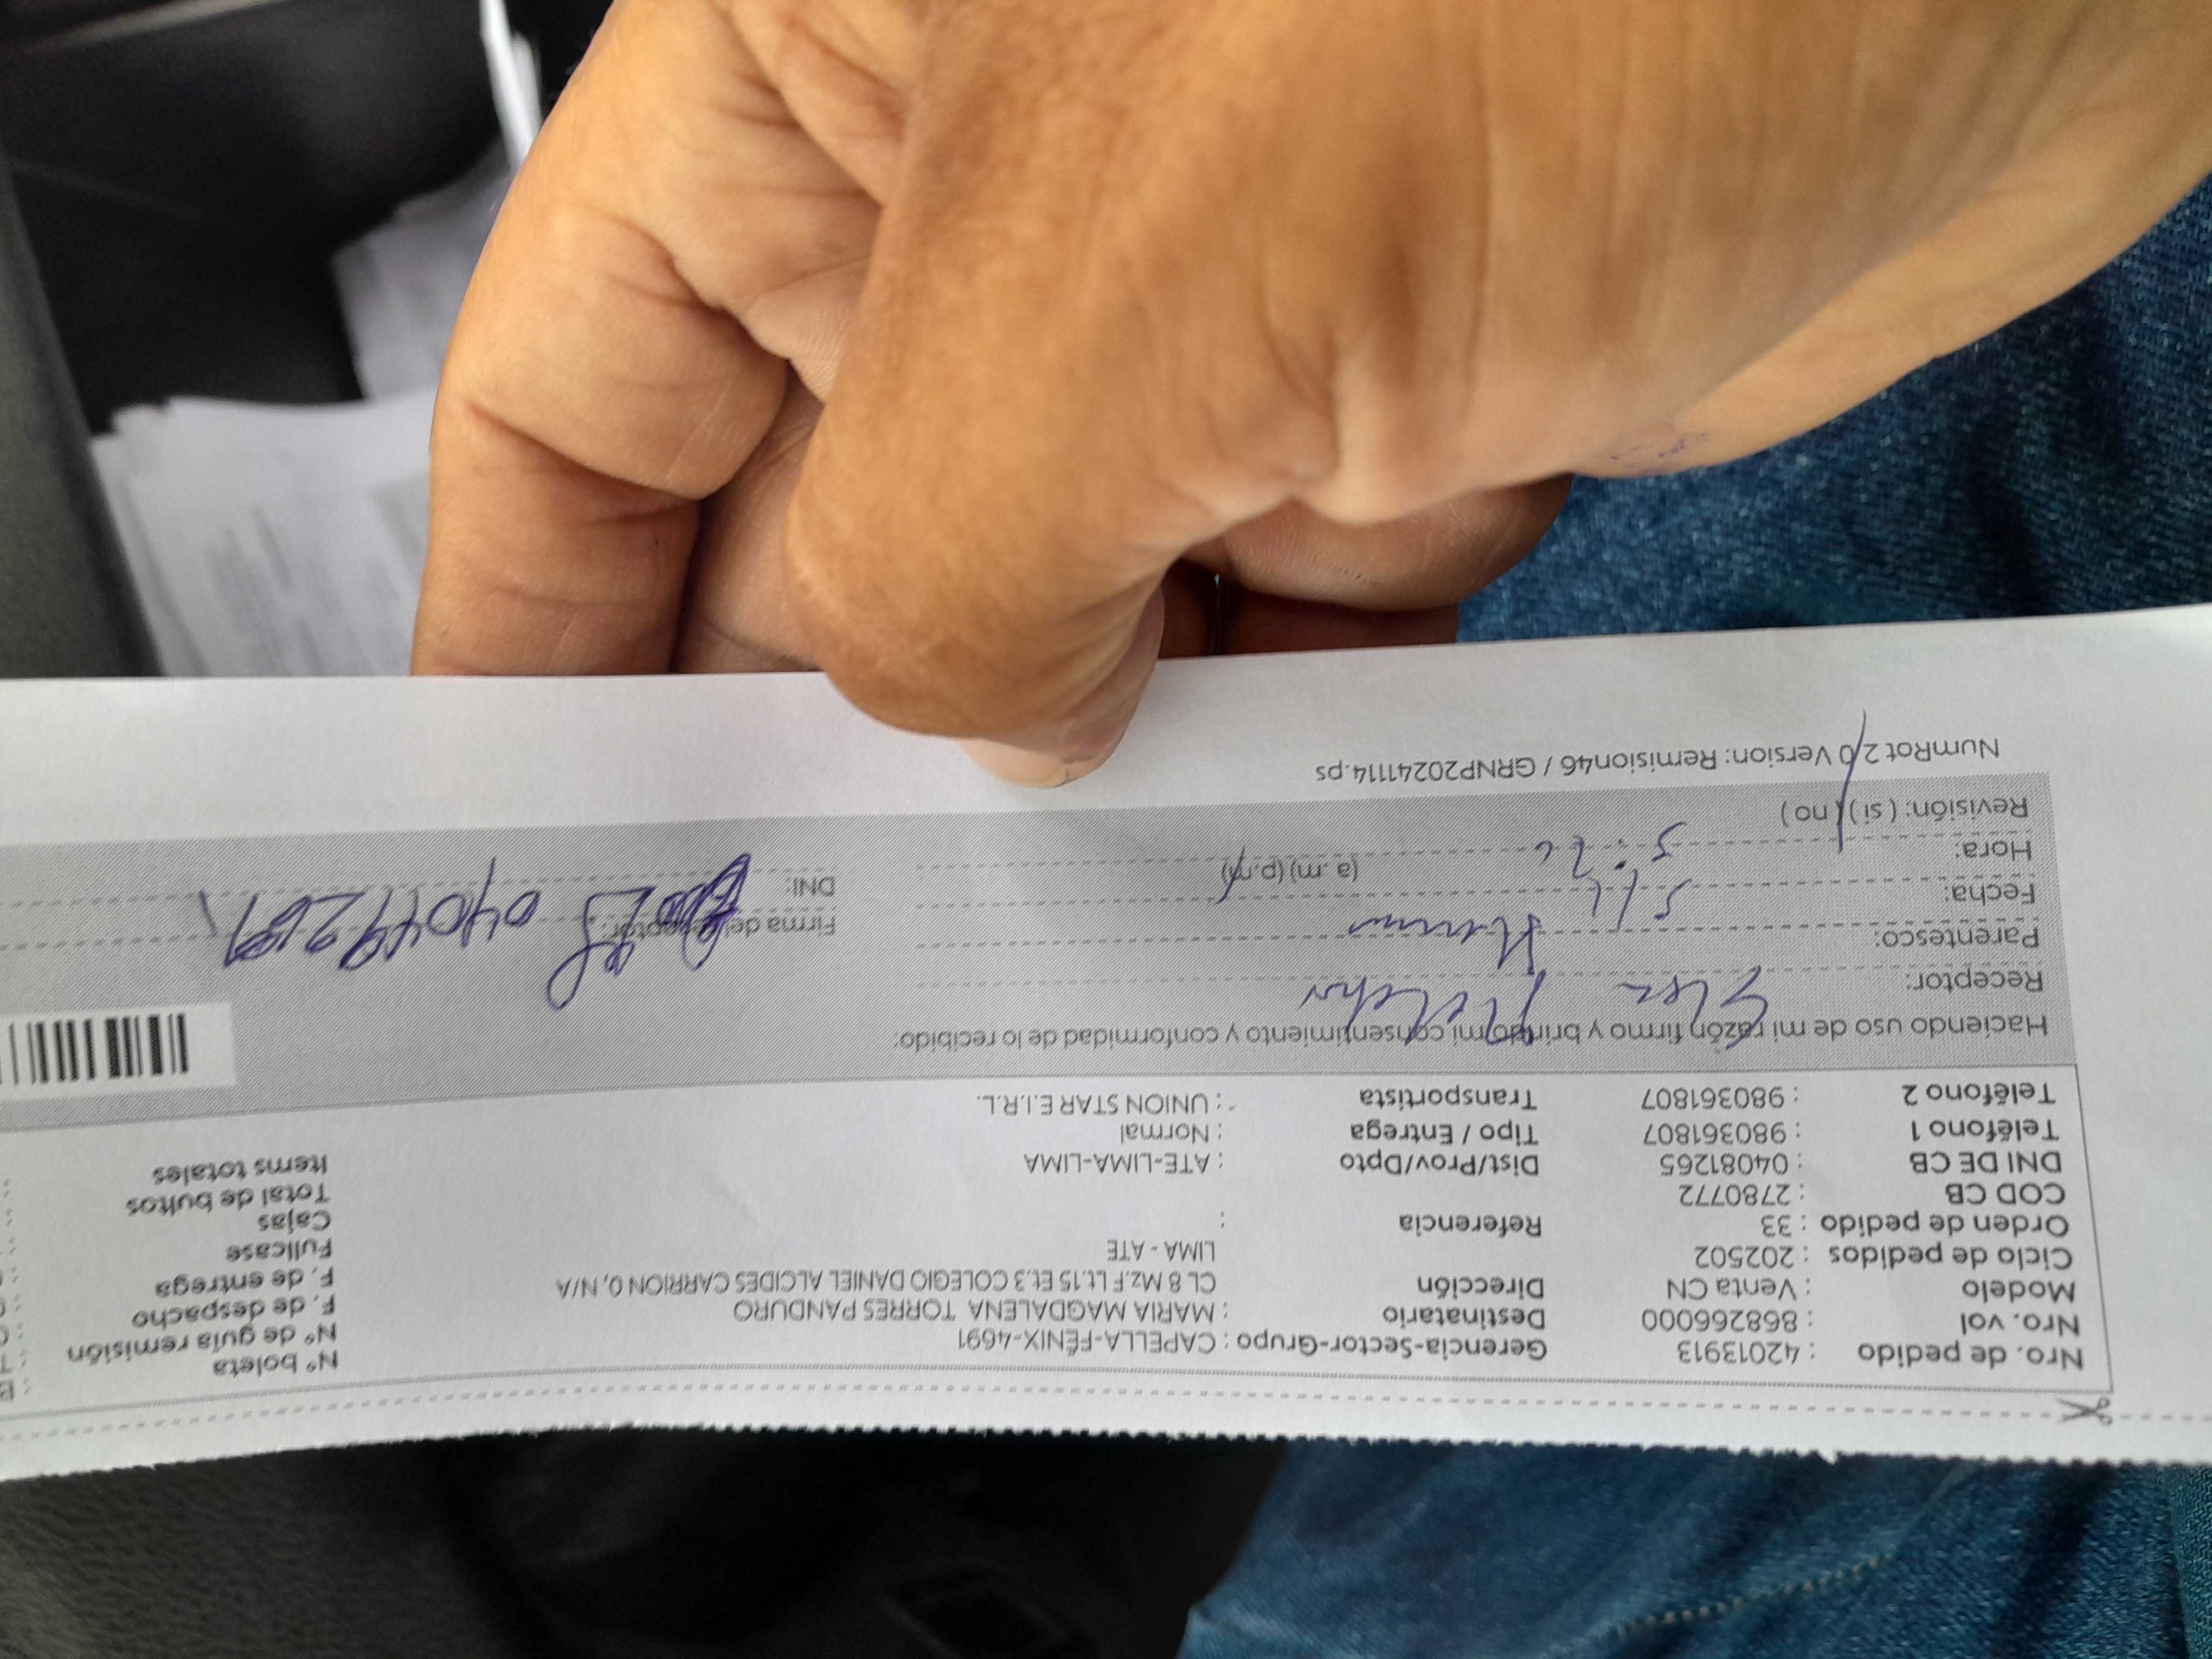 Nro. de pedido : 42013913 Gerencia-Sector-Grupo : CAPELLA-FÉNIX-4691 N° boleta
Nro. vol : 868266000 Destinatario : MARIA MAGDALENA TORRES PANDURO N° de guía remisión
Modelo : Venta CN Dirección CL 8 Mz.F Lt.15 Et.3 COLEGIO DANIEL ALCIDES CARRION 0, N/A F. de despacho
Ciclo de pedidos : 202502 LIMA - ATE F. de entrega
Orden de pedido : 33 Referencia : Fullcase
COD CB : 2780772 Cajas
DNI DE CB : 04081265 Dist/Prov/Dpto : ATE-LIMA-LIMA Total de bultos
Teléfono 1 : 980361807 Tipo / Entrega : Normal Items totales
Teléfono 2 : 980361807 Transportista : UNION STAR E.I.R.L.
Haciendo uso de mi razón firmo y brindo mi consentimiento y conformidad de lo recibido:
Receptor: Melchor
Parentesco: Firma del receptor:
Fecha: DNI:
Hora: (a.m) (p.m)
Revisión: ( si ) ( no )
NumRot 2.0 Version: Remision46 / GRNP20241114.ps